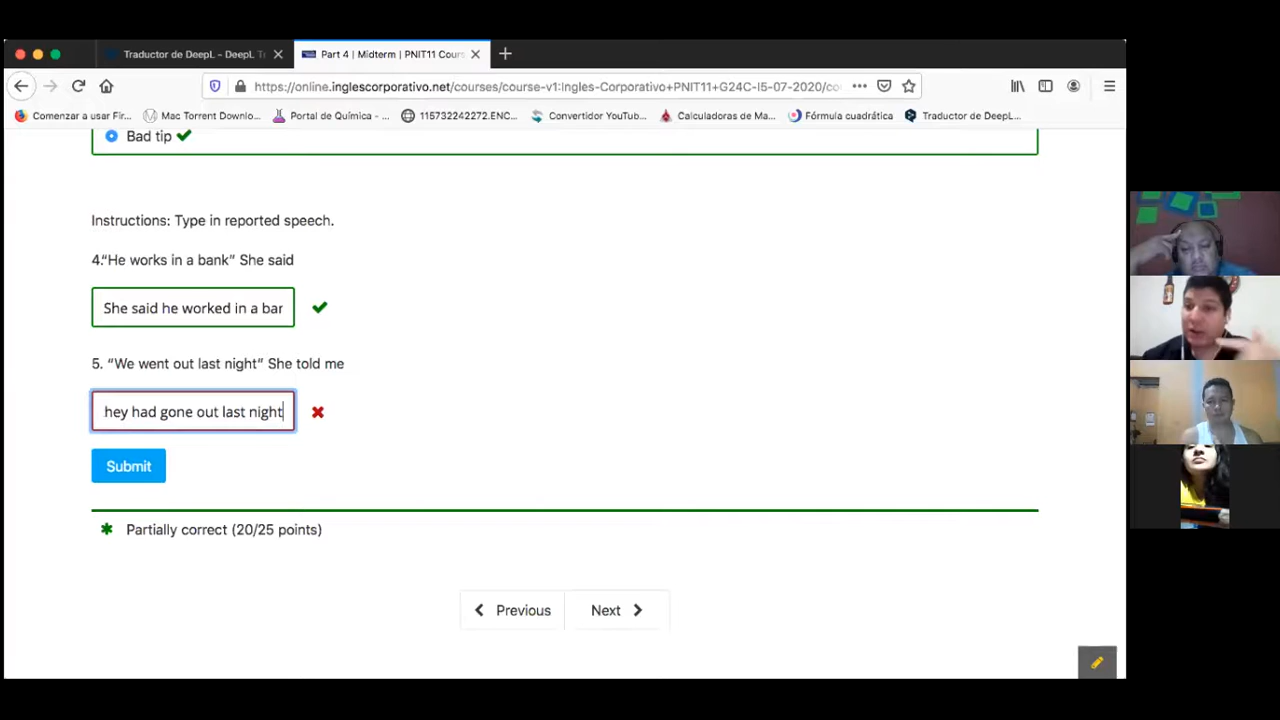 Traductor de DeepL - DeepL T
Part 4 | Midterm | PNIT11 Cours
https://online.inglescorporativo.net/courses/course-v1:Ingles-Corporativo+PNIT11+G24C-I5-07-2020/co
Comenzar a usar Fir... Mac Torrent Downlo... Portal de Química - ... 115732242272.ENC... Convertidor YouTub... Calculadoras de Ma... Fórmula cuadrática Traductor de DeepL...
Bad tip
Instructions: Type in reported speech.
4.“He works in a bank” She said
She said he worked in a ban
5. “We went out last night“ She told me
hey had gone out last night
Submit
Partially correct (20/25 points)
Previous Next